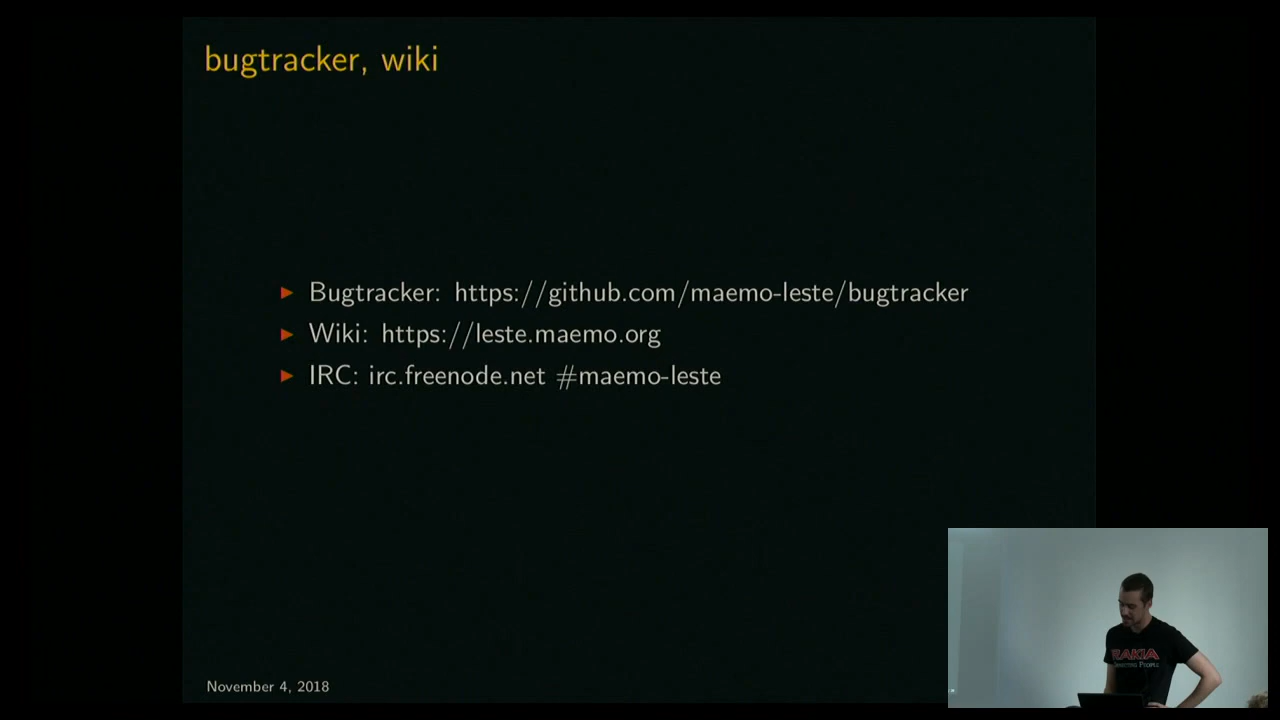 bugtracker, wiki
► Bugtracker: https://github.com/maemo-leste/bugtracker
► Wiki: https://leste.maemo.org
► IRC: irc.freenode.net #maemo-leste
November 4, 2018
RAKIA